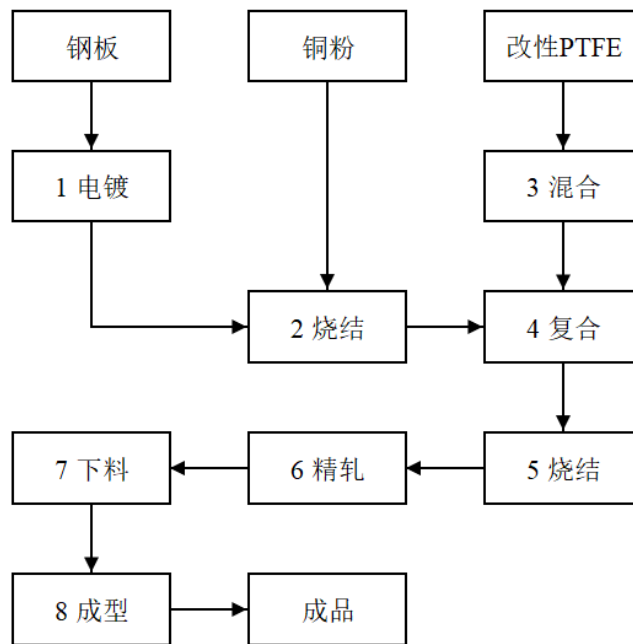 钢板
铜粉
改性PTFE
1 电镀
3 混合
2 烧结
4 复合
7 下料
6 精轧
5 烧结
8 成型
成品